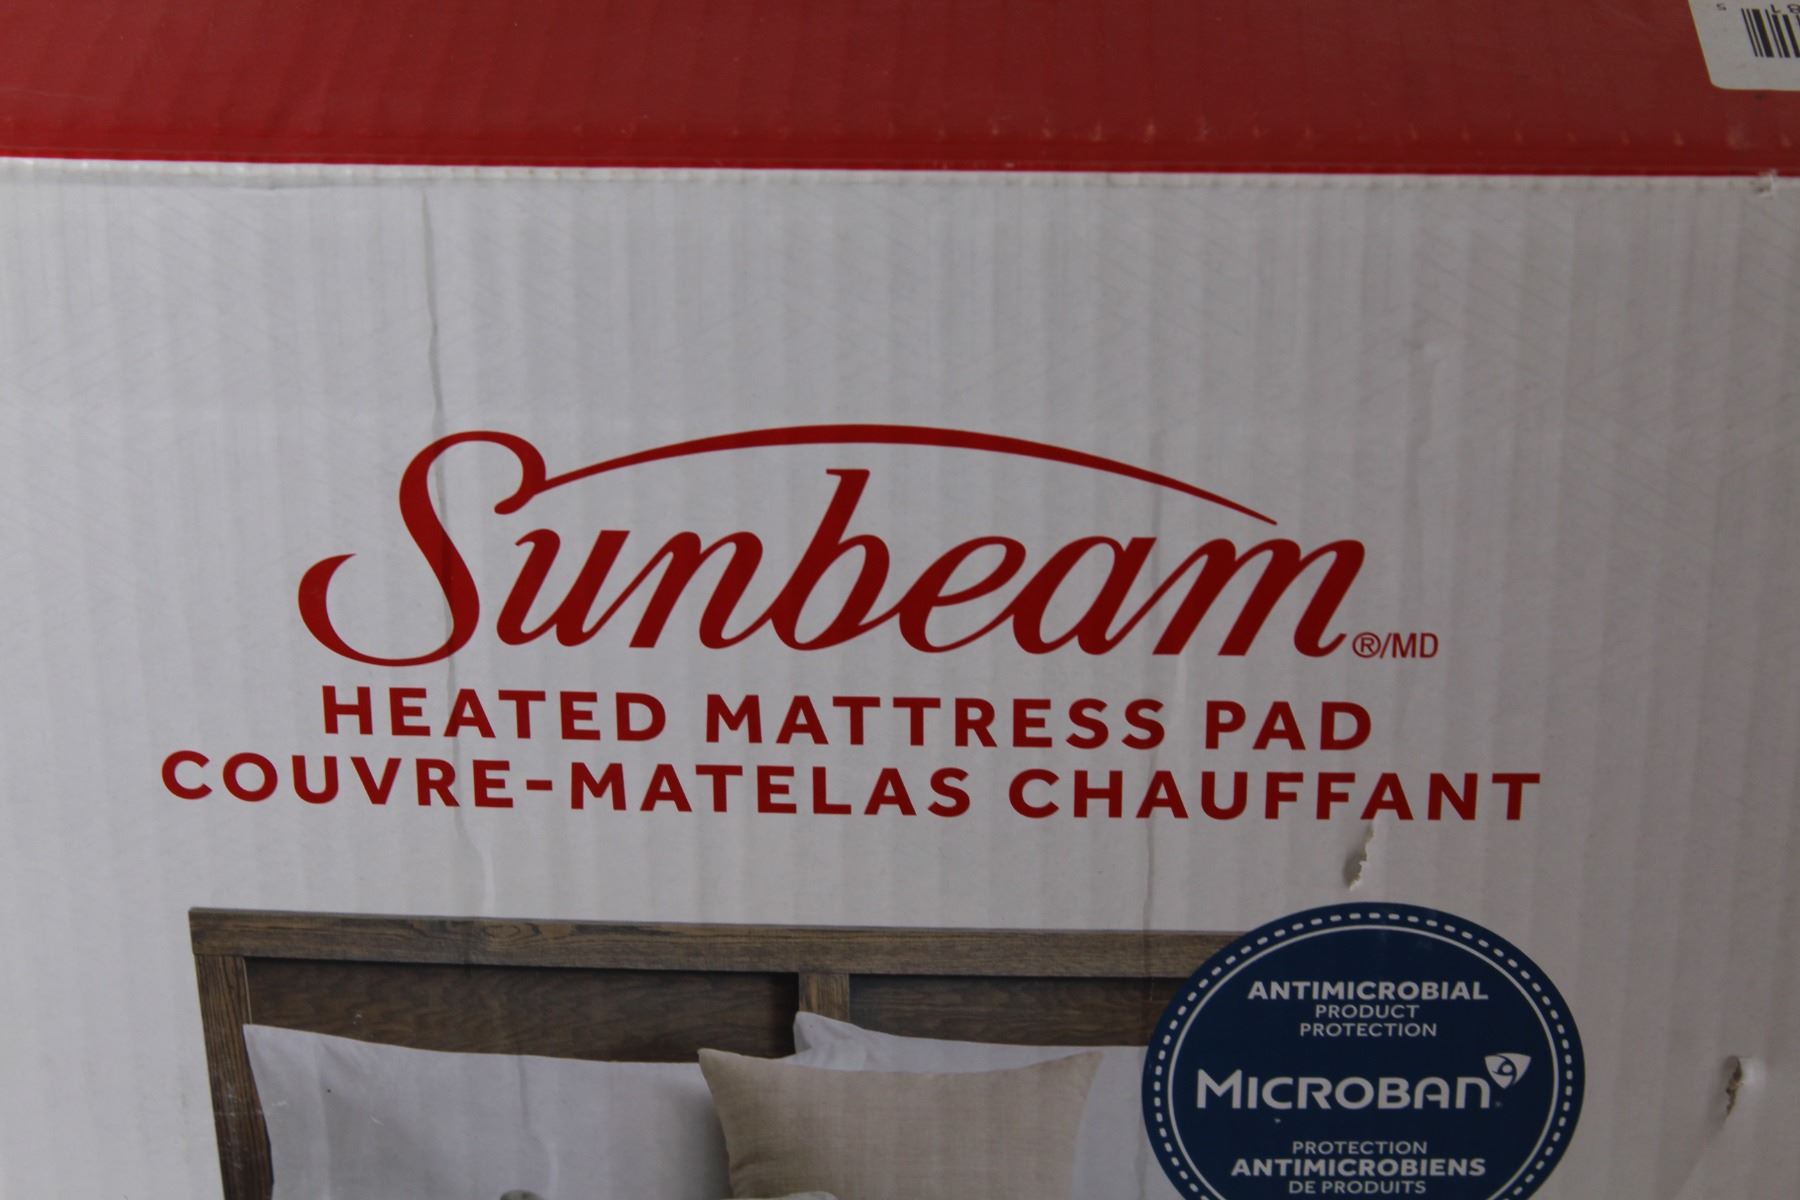 Sunbeam ®/MD
HEATED MATTRESS PAD
COUVRE-MATELAS CHAUFFANT
ANTIMICROBIAL
PRODUCT
PROTECTION
MICROBAN
PROTECTION
ANTIMICROBIENS
DE PRODUITS